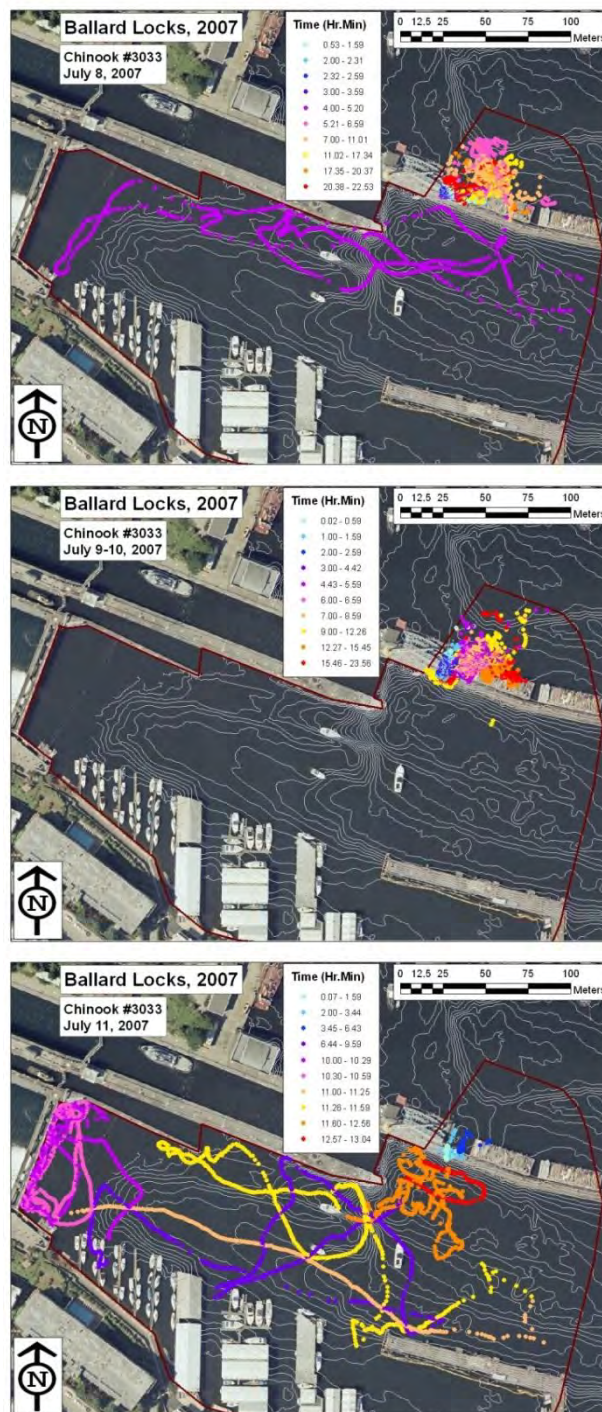 Ballard Locks, 2007
Chinook #3033
July 8, 2007
Time (Hr.Min)
0.53 - 1.59
2.00 - 2.31
2.32 - 2.59
3.00 - 3.59
4.00 - 5.20
5.21 - 6.59
7.00 - 11.01
11.02 - 17.34
17.35 - 20.37
20.38 - 22.53
0 12.5 25 50 75 100
Meters
N
Ballard Locks, 2007
Chinook #3033
July 9-10, 2007
Time (Hr.Min)
0.02 - 0.59
1.00 - 1.59
2.00 - 2.59
3.00 - 4.42
4.43 - 5.59
6.00 - 6.59
7.00 - 8.59
9.00 - 12.26
12.27 - 15.45
15.46 - 23.56
0 12.5 25 50 75 100
Meters
N
Ballard Locks, 2007
Chinook #3033
July 11, 2007
Time (Hr.Min)
0.07 - 1.59
2.00 - 3.44
3.45 - 6.43
6.44 - 9.59
10.00 - 10.29
10.30 - 10.59
11.00 - 11.25
11.26 - 11.59
11.60 - 12.56
12.57 - 13.04
0 12.5 25 50 75 100
Meters
N